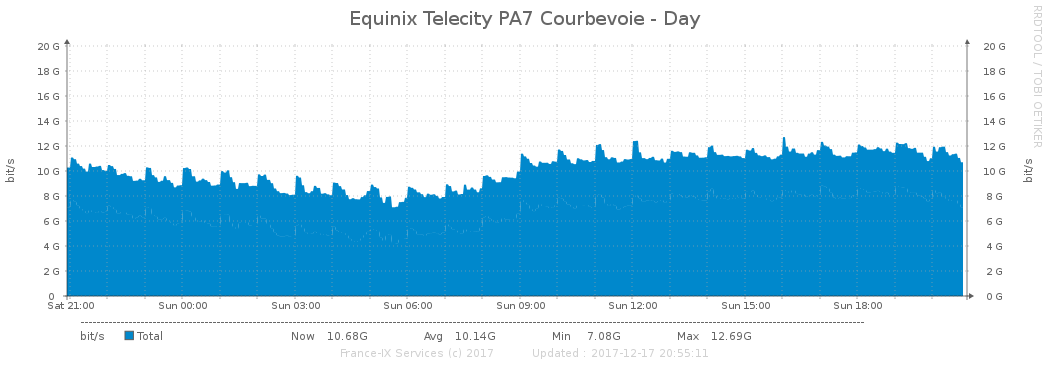 Equinix Telecity PA7 Courbevoie - Day
RRDTOOL / TOBI OETIKER
bit/s
20 G 20 G
18 G 18 G
16 G 16 G
14 G 14 G
12 G 12 G
10 G 10 G
8 G 8 G
6 G 6 G
4 G 4 G
2 G 2 G
0 0 G
bit/s
Sat 21:00 Sun 00:00 Sun 03:00 Sun 06:00 Sun 09:00 Sun 12:00 Sun 15:00 Sun 18:00
bit/s Total Now 10.68G Avg 10.14G Min 7.08G Max 12.69G
France-IX Services (c) 2017 Updated : 2017-12-17 20:55:11